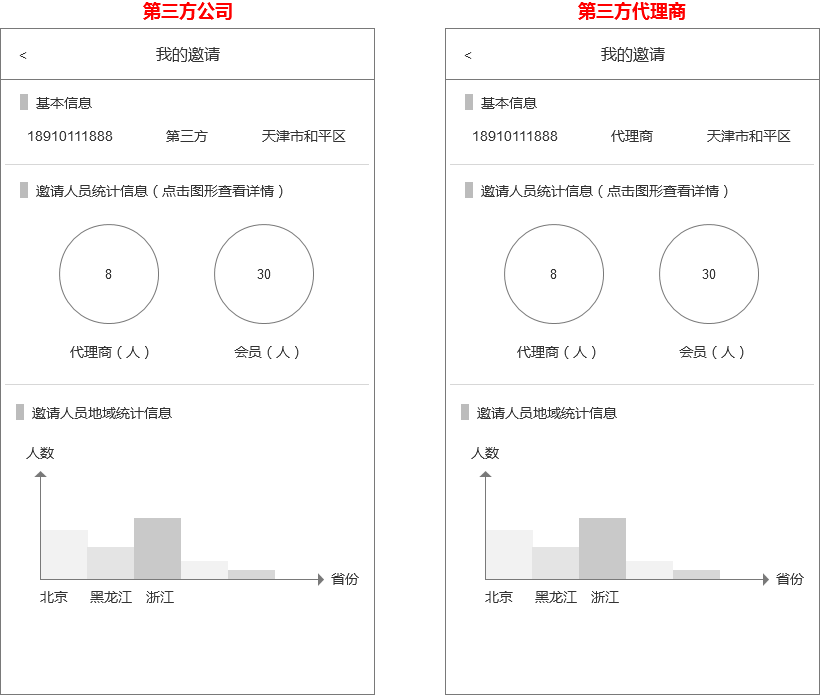 第三方公司
<
我的邀请
基本信息
18910111888 第三方 天津市和平区
邀请人员统计信息（点击图形查看详情）
8 30
代理商（人） 会员（人）
邀请人员地域统计信息
人数
省份
北京 黑龙江 浙江
第三方代理商
<
我的邀请
基本信息
18910111888 代理商 天津市和平区
邀请人员统计信息（点击图形查看详情）
8 30
代理商（人） 会员（人）
邀请人员地域统计信息
人数
省份
北京 黑龙江 浙江